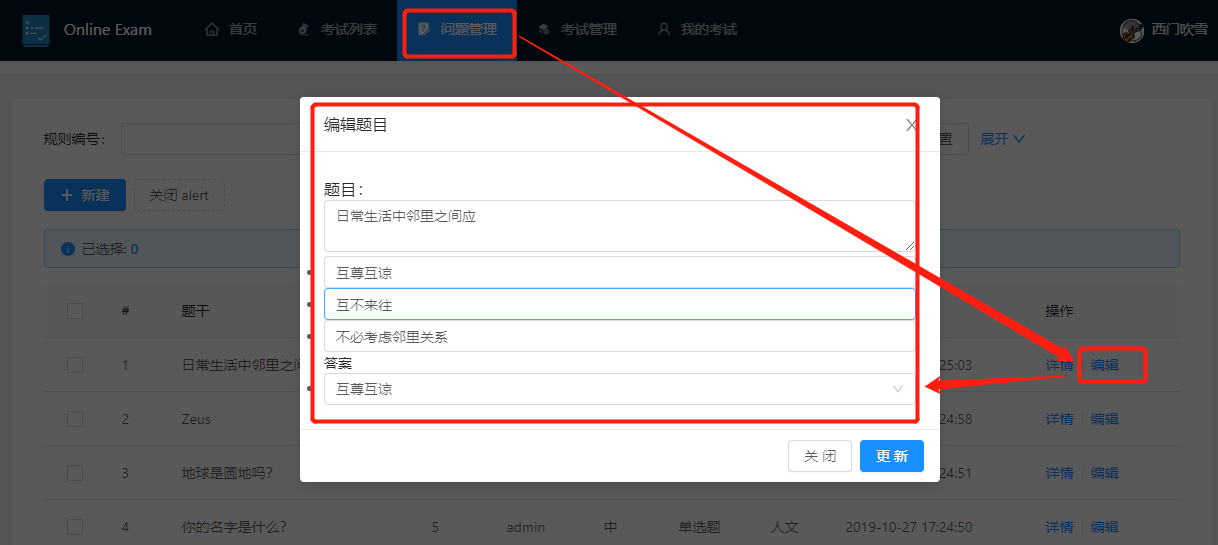 Online Exam 首页 考试列表 问题管理 考试管理 我的考试 西门吹雪
编辑题目 X
规则编号: 置 展开
题目:
新建 关闭 alert
日常生活中邻里之间应
已选择: 0
互尊互谅
互不来往
# 题干 操作
不必考虑邻里关系
答案
1 日常生活中邻里之间 25:03 详情 编辑
互尊互谅
2 Zeus 24:58 详情 编辑
关 闭 更 新
3 地球是圆地吗? 24:51 详情 编辑
4 你的名字是什么? 5 admin 中 单选题 人文 2019-10-27 17:24:50 详情 编辑